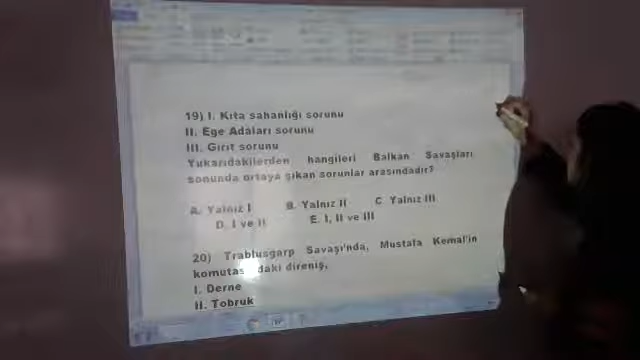 19) I. Kıta sahanlığı sorunu
II. Ege Adaları sorunu
III. Girit sorunu
Yukarıdakilerden hangileri Balkan Savaşları
sonunda ortaya çıkan sorunlar arasındadır?
A. Yalnız I B. Yalnız II C Yalnız III
D. I ve II E. I, II ve III
20) Trablusgarp Savaşı'nda, Mustafa Kemal'in
komutas daki direniş,
I. Derne
II. Tobruk